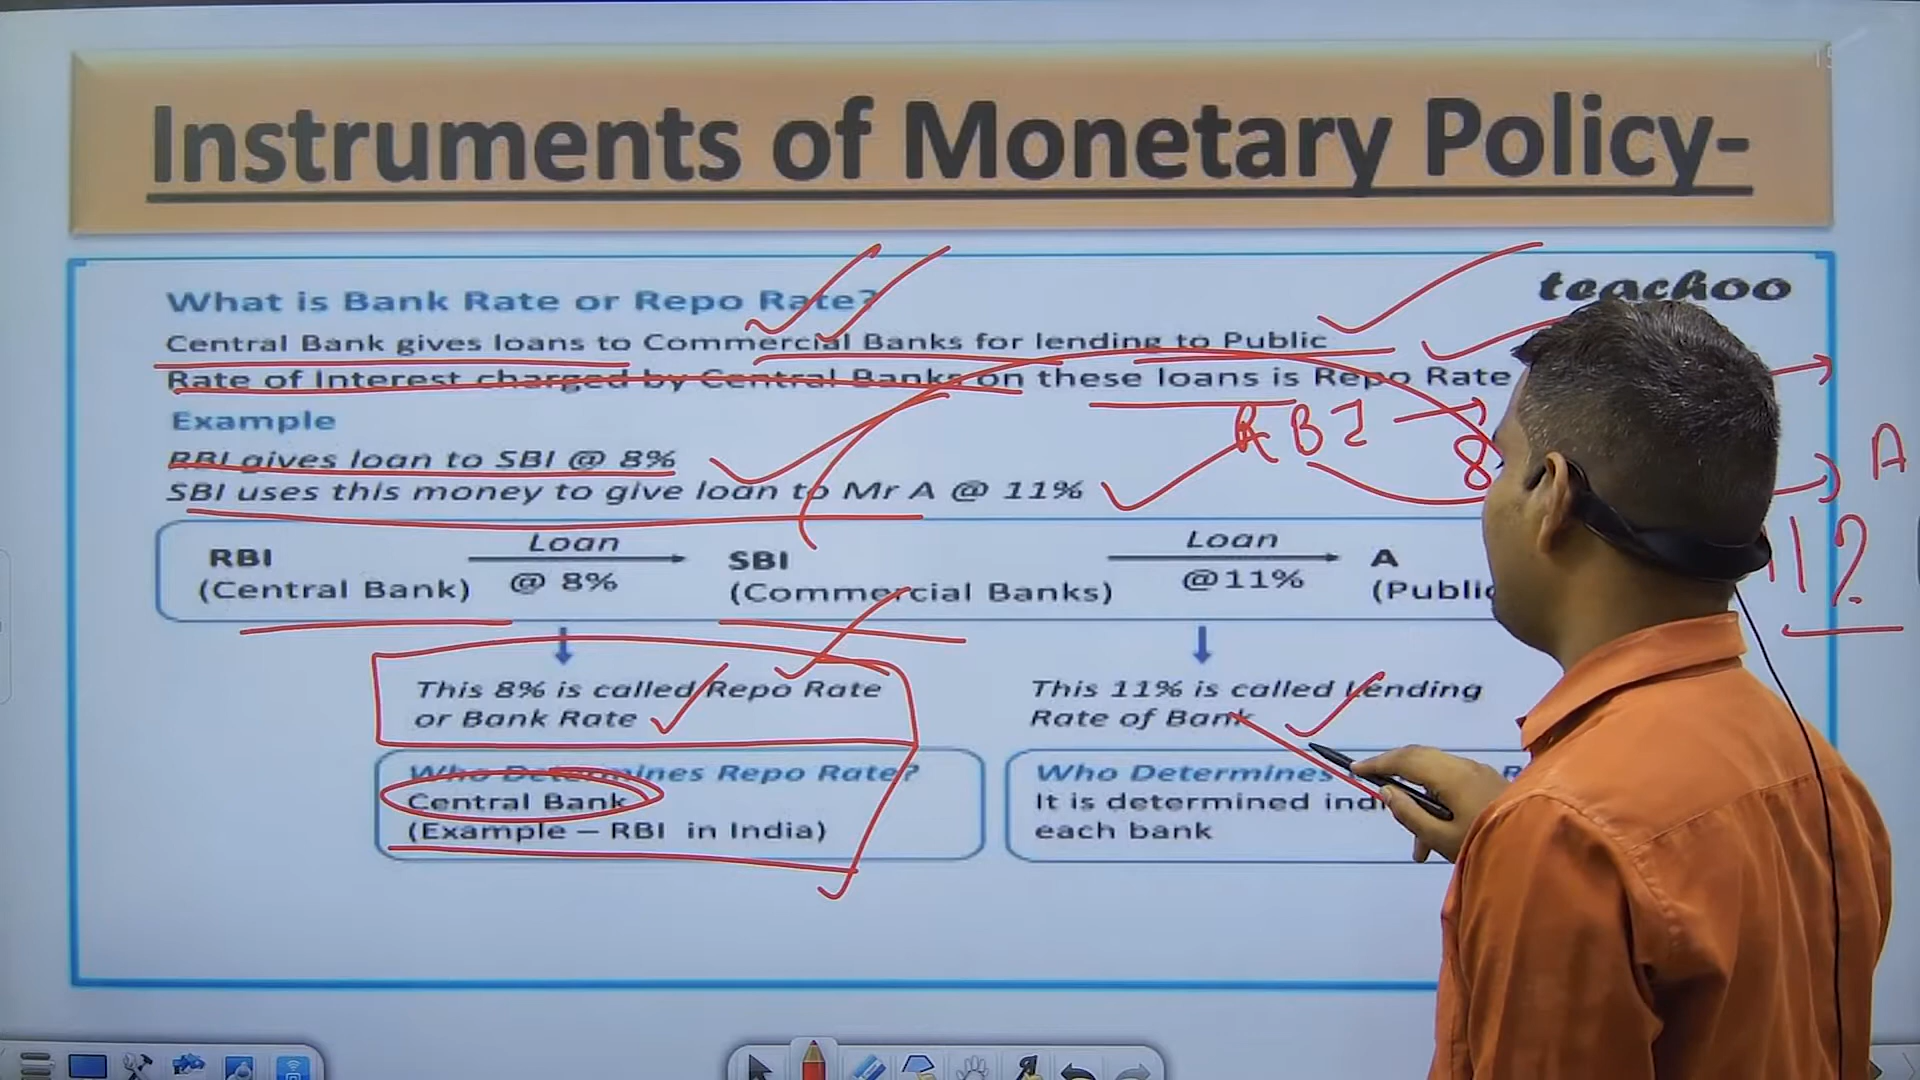 Instruments of Monetary Policy-
teachoo
What is Bank Rate or Repo Rate?
Central Bank gives loans to Commercial Banks for lending to Public
Rate of Interest charged by Central Banks on these loans is Repo Rate
Example
RBI gives loan to SBI @ 8%
SBI uses this money to give loan to Mr A @ 11%
RBI 8
A
11
RBI Loan SBI Loan A
(Central Bank) @ 8% (Commercial Banks) @11%
This 8% is called Repo Rate
or Bank Rate
This 11% is called Lending
Rate of Bank
Who Determines Repo Rate?
Central Bank
(Example – RBI in India)
Who Determines
It is determined
each bank